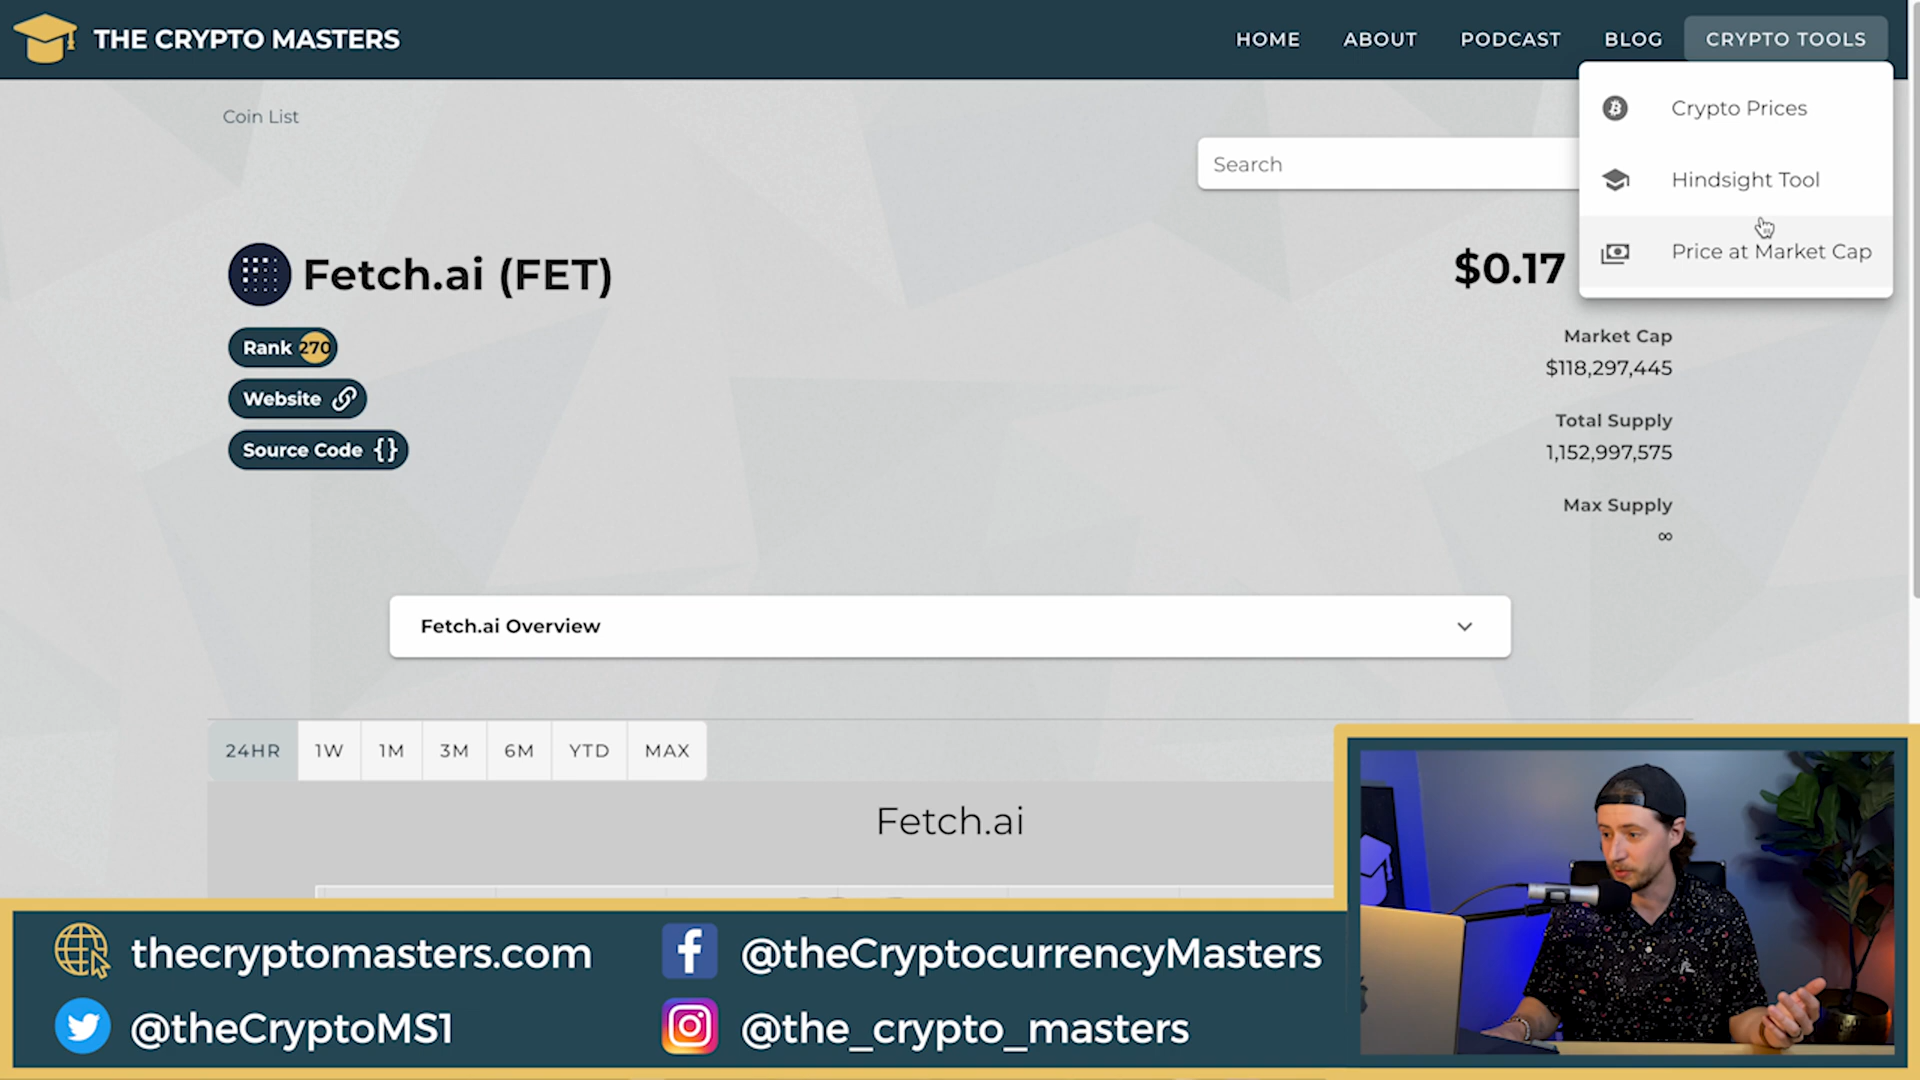 THE CRYPTO MASTERS
HOME
ABOUT
PODCAST
BLOG
CRYPTO TOOLS
Crypto Prices
Hindsight Tool
Price at Market Cap
Coin List
Search
Fetch.ai (FET)
$0.17
Rank 270
Website
Source Code {}
Market Cap
$118,297,445
Total Supply
1,152,997,575
Max Supply
∞
Fetch.ai Overview
24HR
1W
1M
3M
6M
YTD
MAX
Fetch.ai
thecryptomasters.com
@theCryptocurrencyMasters
@theCryptoMS1
@the_crypto_masters